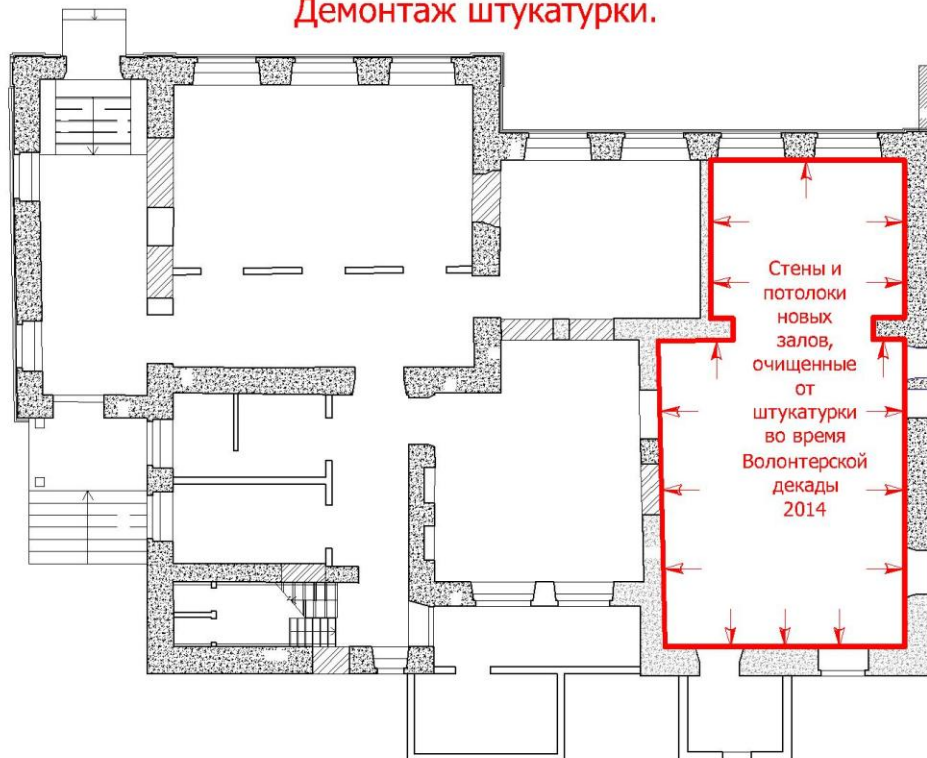 Демонтаж штукатурки.
Стены и
потолоки
новых
залов,
очищенные
от
штукатурки
во время
Волонтерской
декады
2014